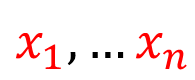 x₁, … xₙ